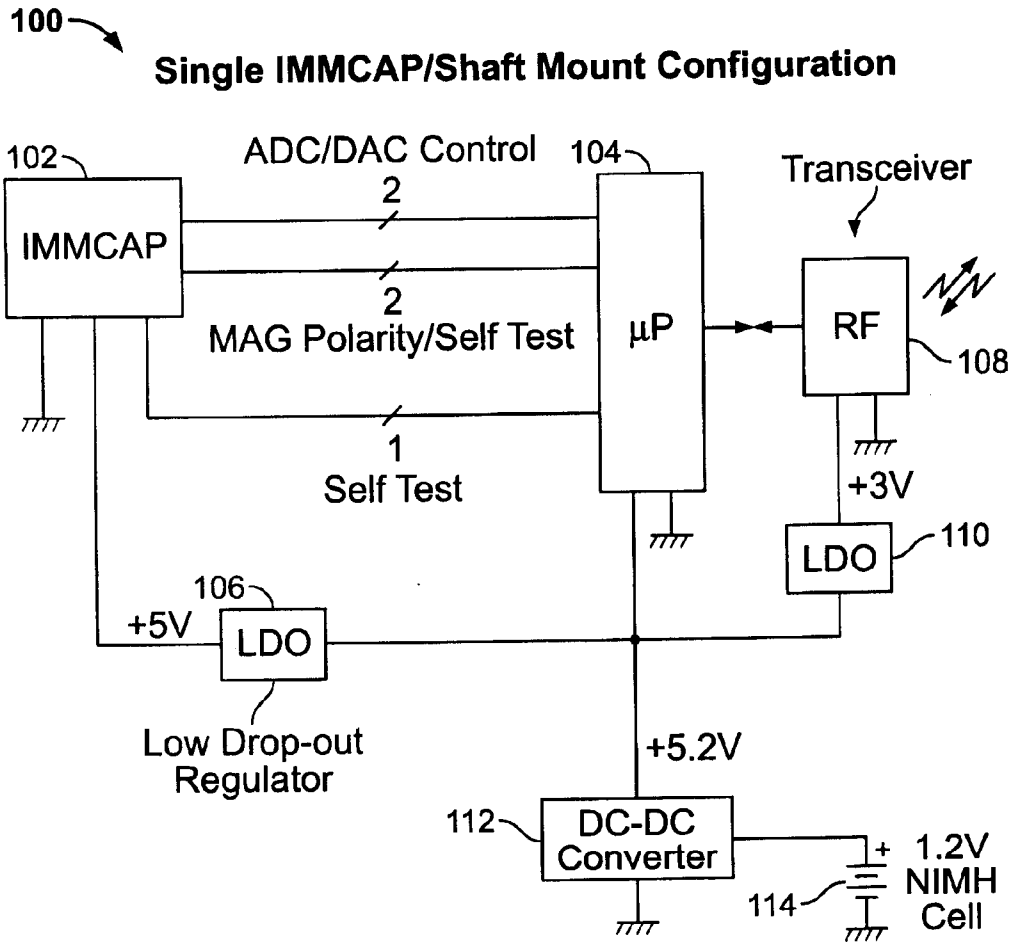 100
Single IMMCAP/Shaft Mount Configuration
102
ADC/DAC Control
2
104
Transceiver
IMMCAP
2
MAG Polarity/Self Test
µP
RF
108
1
Self Test
+3V
LDO
110
106
+5V
LDO
Low Drop-out
Regulator
+5.2V
112
DC-DC
Converter
+
1.2V
NIMH
Cell
114